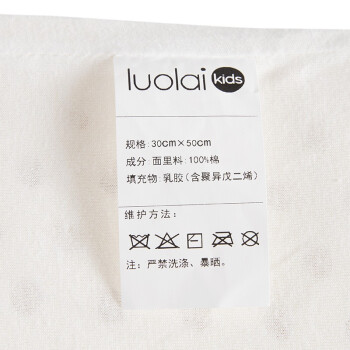 luolai kids
规格:30cm×50cm
成分:面里料:100%棉
填充物:乳胶(含聚异戊二烯)
维护方法:
注:严禁洗涤、暴晒。